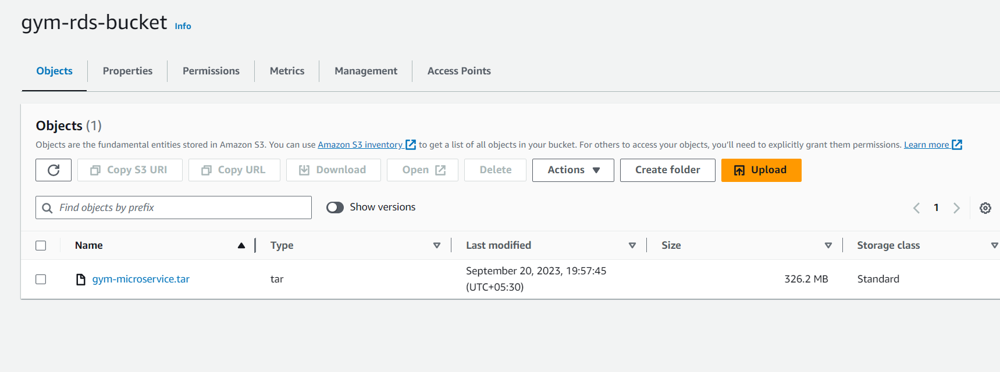 gym-rds-bucket Info
Objects Properties Permissions Metrics Management Access Points
Objects (1)
Objects are the fundamental entities stored in Amazon S3. You can use Amazon S3 inventory to get a list of all objects in your bucket. For others to access your objects, you’ll need to explicitly grant them permissions. Learn more
Copy S3 URI Copy URL Download Open Delete Actions Create folder Upload
Find objects by prefix Show versions 1
Name Type Last modified Size Storage class
gym-microservice.tar tar September 20, 2023, 19:57:45 326.2 MB Standard
(UTC+05:30)